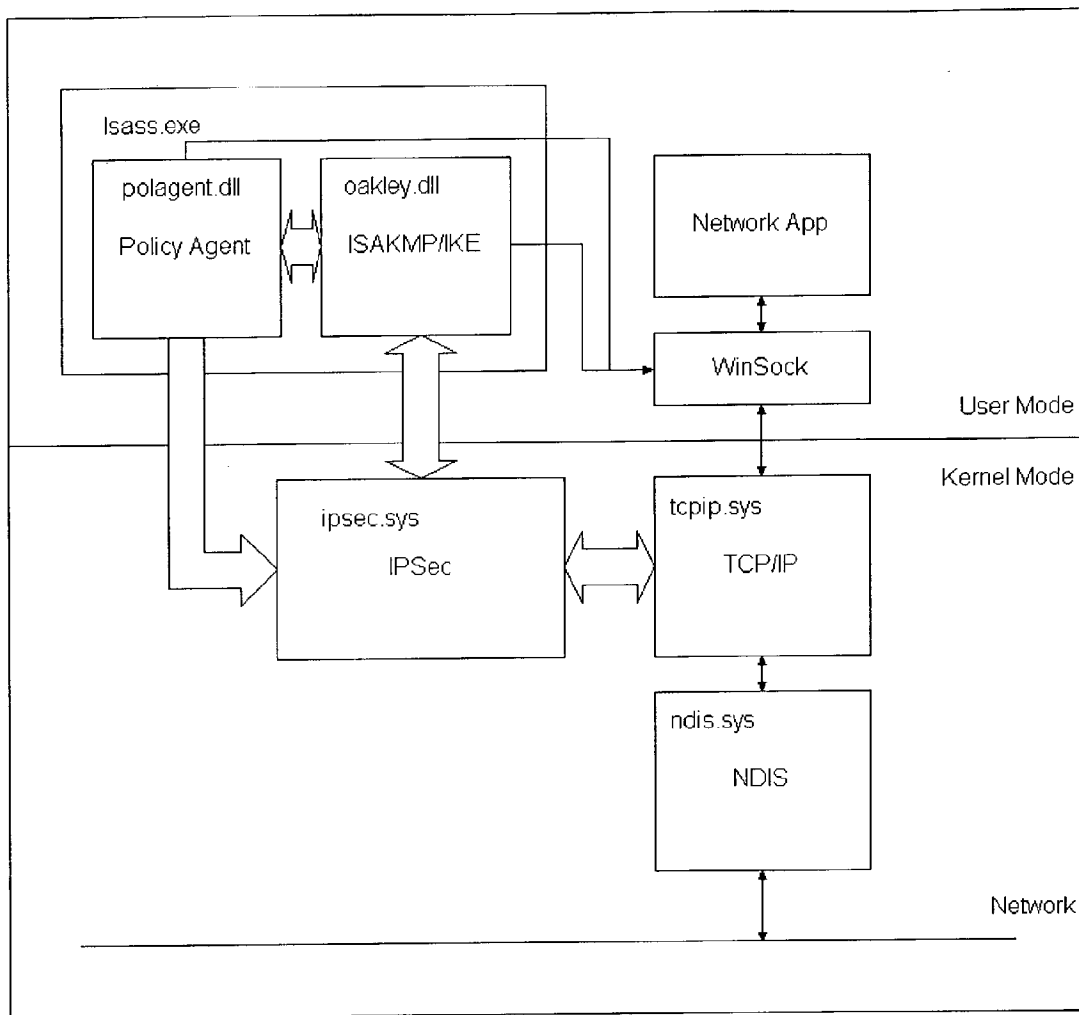 lsass.exe
polagent.dll
Policy Agent
oakley.dll
ISAKMP/IKE
Network App
WinSock
User Mode
Kernel Mode
ipsec.sys
IPSec
tcpip.sys
TCP/IP
ndis.sys
NDIS
Network